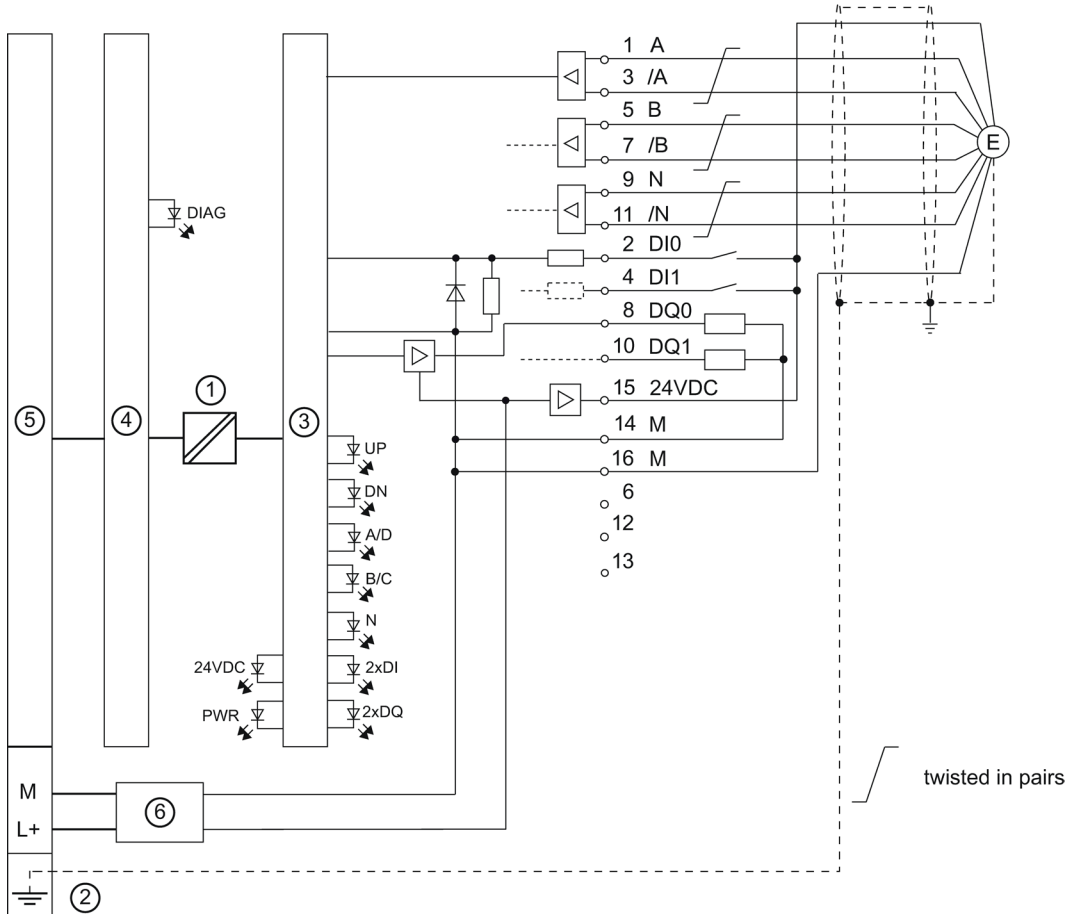 1 A
3 /A
5 B
7 /B
9 N
11 /N
2 DI0
4 DI1
8 DQ0
10 DQ1
15 24VDC
14 M
16 M
6
12
13
E
DIAG
1
5
4
3
UP
DN
A/D
B/C
N
24VDC
2xDI
PWR
2xDQ
M
L+
6
2
twisted in pairs